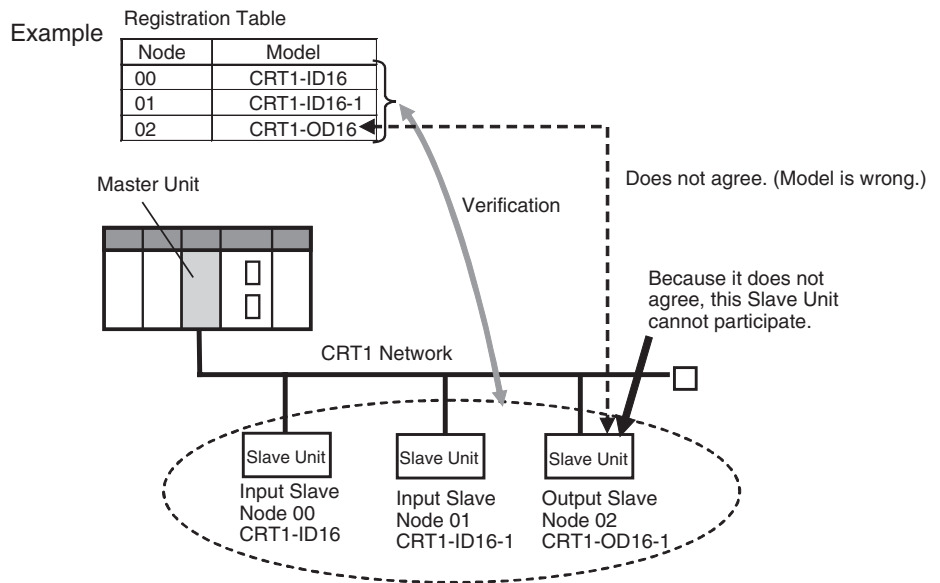 Example
Registration Table
Node Model
00 CRT1-ID16
01 CRT1-ID16-1
02 CRT1-OD16
Master Unit
Verification
Does not agree. (Model is wrong.)
Because it does not
agree, this Slave Unit
cannot participate.
CRT1 Network
Slave Unit
Input Slave
Node 00
CRT1-ID16
Slave Unit
Input Slave
Node 01
CRT1-ID16-1
Slave Unit
Output Slave
Node 02
CRT1-OD16-1